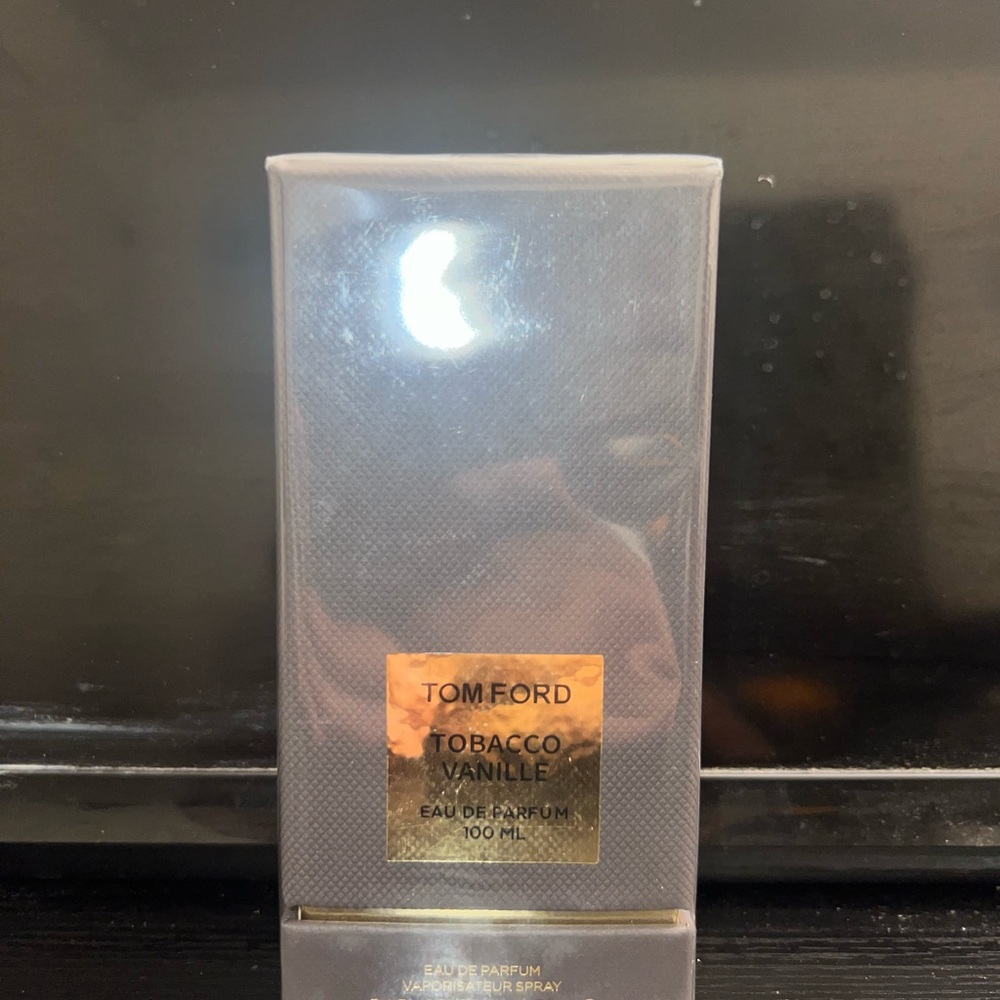 TOM FORD
TOBACCO
VANILLE
EAU DE PARFUM
100 ML
EAU DE PARFUM
VAPORISATEUR SPRAY